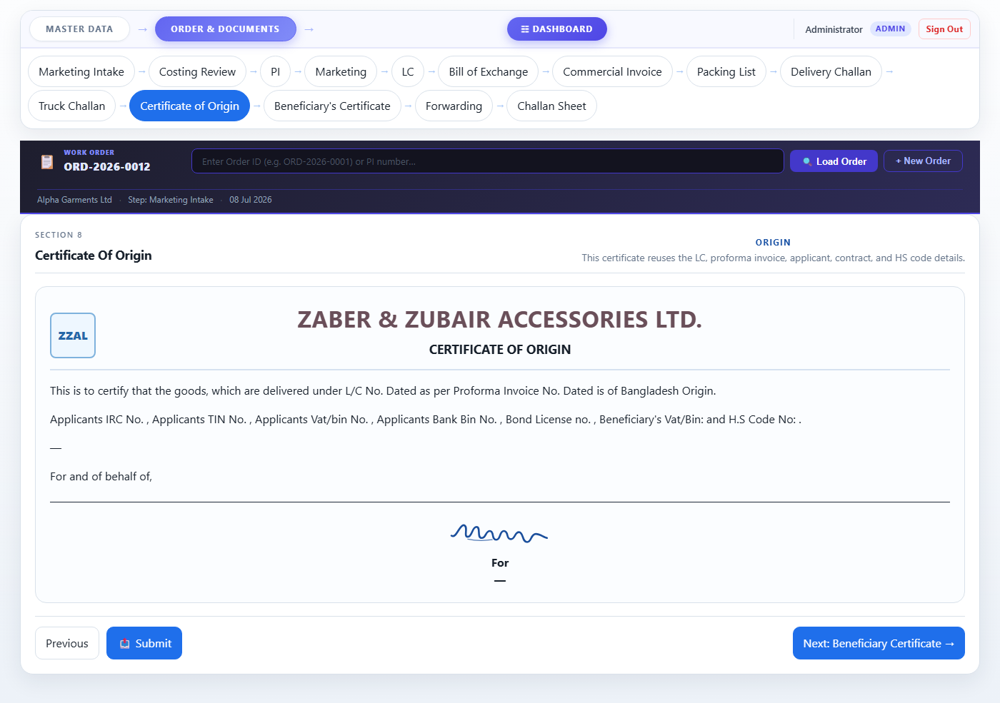 MASTER DATA → ORDER & DOCUMENTS → DASHBOARD Administrator ADMIN Sign Out
Marketing Intake → Costing Review → PI → Marketing → LC → Bill of Exchange → Commercial Invoice → Packing List → Delivery Challan →
Truck Challan → Certificate of Origin → Beneficiary's Certificate → Forwarding → Challan Sheet
WORK ORDER
ORD-2026-0012
Enter Order ID (e.g. ORD-2026-0001) or PI number...
Load Order
+ New Order
Alpha Garments Ltd · Step: Marketing Intake · 08 Jul 2026
SECTION 8
Certificate Of Origin
ORIGIN
This certificate reuses the LC, proforma invoice, applicant, contract, and HS code details.
ZZAL
ZABER & ZUBAIR ACCESSORIES LTD.
CERTIFICATE OF ORIGIN
This is to certify that the goods, which are delivered under L/C No. Dated as per Proforma Invoice No. Dated is of Bangladesh Origin.
Applicants IRC No. , Applicants TIN No. , Applicants Vat/bin No. , Applicants Bank Bin No. , Bond License no. , Beneficiary's Vat/Bin: and H.S Code No: .
—
For and of behalf of,
For
—
Previous
Submit
Next: Beneficiary Certificate →